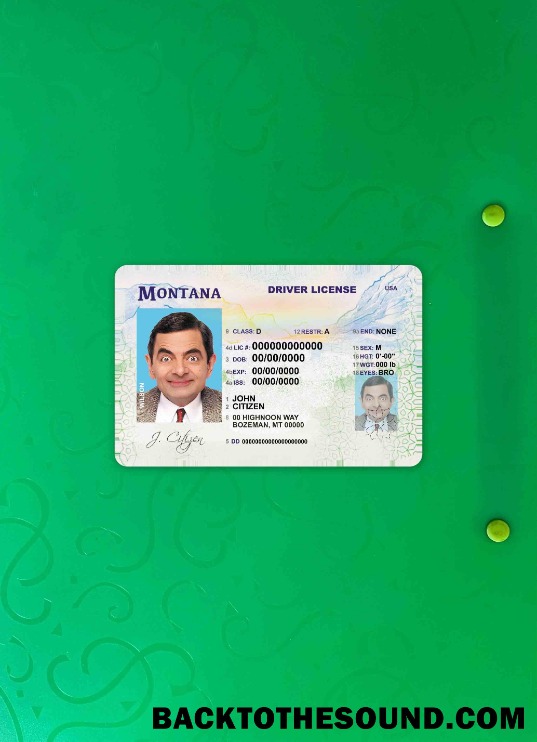 MONTANA DRIVER LICENSE USA
9 CLASS: D 12 RESTR: A 9a END: NONE
4d LIC #: 000000000000 15 SEX: M
3 DOB: 00/00/0000 16 HGT: 0'-00"
4b EXP: 00/00/0000 17 WGT: 000 lb
4a ISS: 00/00/0000 18 EYES: BRO
1 JOHN
2 CITIZEN
8 00 HIGHNOON WAY
BOZEMAN, MT 00000
J. Citizen
5 DD 00000000000000000000
BACKTOTHESOUND.COM